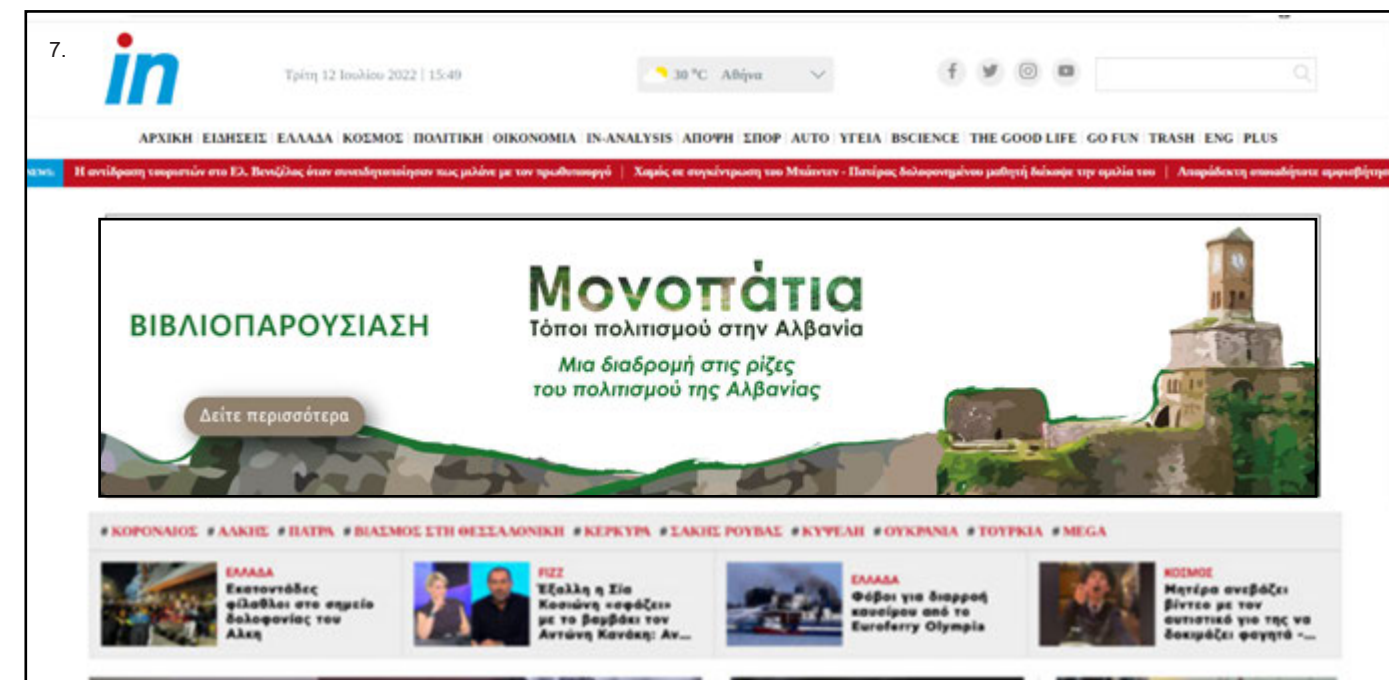 7.
in
Τρίτη 12 Ιουλίου 2022 | 15:49
30 °C Αθήνα
ΑΡΧΙΚΗ ΕΙΔΗΣΕΙΣ ΕΛΛΑΔΑ ΚΟΣΜΟΣ ΠΟΛΙΤΙΚΗ ΟΙΚΟΝΟΜΙΑ IN-ANALYSIS ΑΠΟΨΗ ΣΠΟΡ AUTO ΥΓΕΙΑ BSCIENCE THE GOOD LIFE GO FUN TRASH ENG PLUS
NEWS: Η αντίδραση τουριστών στο Ελ. Βενιζέλος όταν συνειδητοποίησαν πως μιλάνε με τον πρωθυπουργό | Χαμός σε συγκέντρωση του Μπάιντεν - Πατέρας δολοφονημένου μαθητή διέκοψε την ομιλία του | Απαράδεκτη οποιαδήποτε αμφισβήτησ
ΒΙΒΛΙΟΠΑΡΟΥΣΙΑΣΗ
Δείτε περισσότερα
Μονοπάτια
Τόποι πολιτισμού στην Αλβανία
Μια διαδρομή στις ρίζες
του πολιτισμού της Αλβανίας
# ΚΟΡΟΝΑΙΟΣ # ΑΛΚΗΣ # ΠΑΤΡΑ # ΒΙΑΣΜΟΣ ΣΤΗ ΘΕΣΣΑΛΟΝΙΚΗ # ΚΕΡΚΥΡΑ # ΣΑΚΗΣ ΡΟΥΒΑΣ # ΚΥΨΕΛΗ # ΟΥΚΡΑΝΙΑ # ΤΟΥΡΚΙΑ # MEGA
ΕΛΛΑΔΑ
Εκατοντάδες
φίλαθλοι στο σημείο
δολοφονίας του
Αλκη
FIZZ
Έξαλλη η Σία
Κοσιώνη «σφάζει»
με το βαμβάκι τον
Αντώνη Κανάκη: Αν...
ΕΛΛΑΔΑ
Φόβοι για διαρροή
καυσίμου από το
Euroferry Olympia
ΚΟΣΜΟΣ
Μητέρα ανεβάζει
βίντεο με τον
αυτιστικό γιο της να
δοκιμάζει φαγητά -...